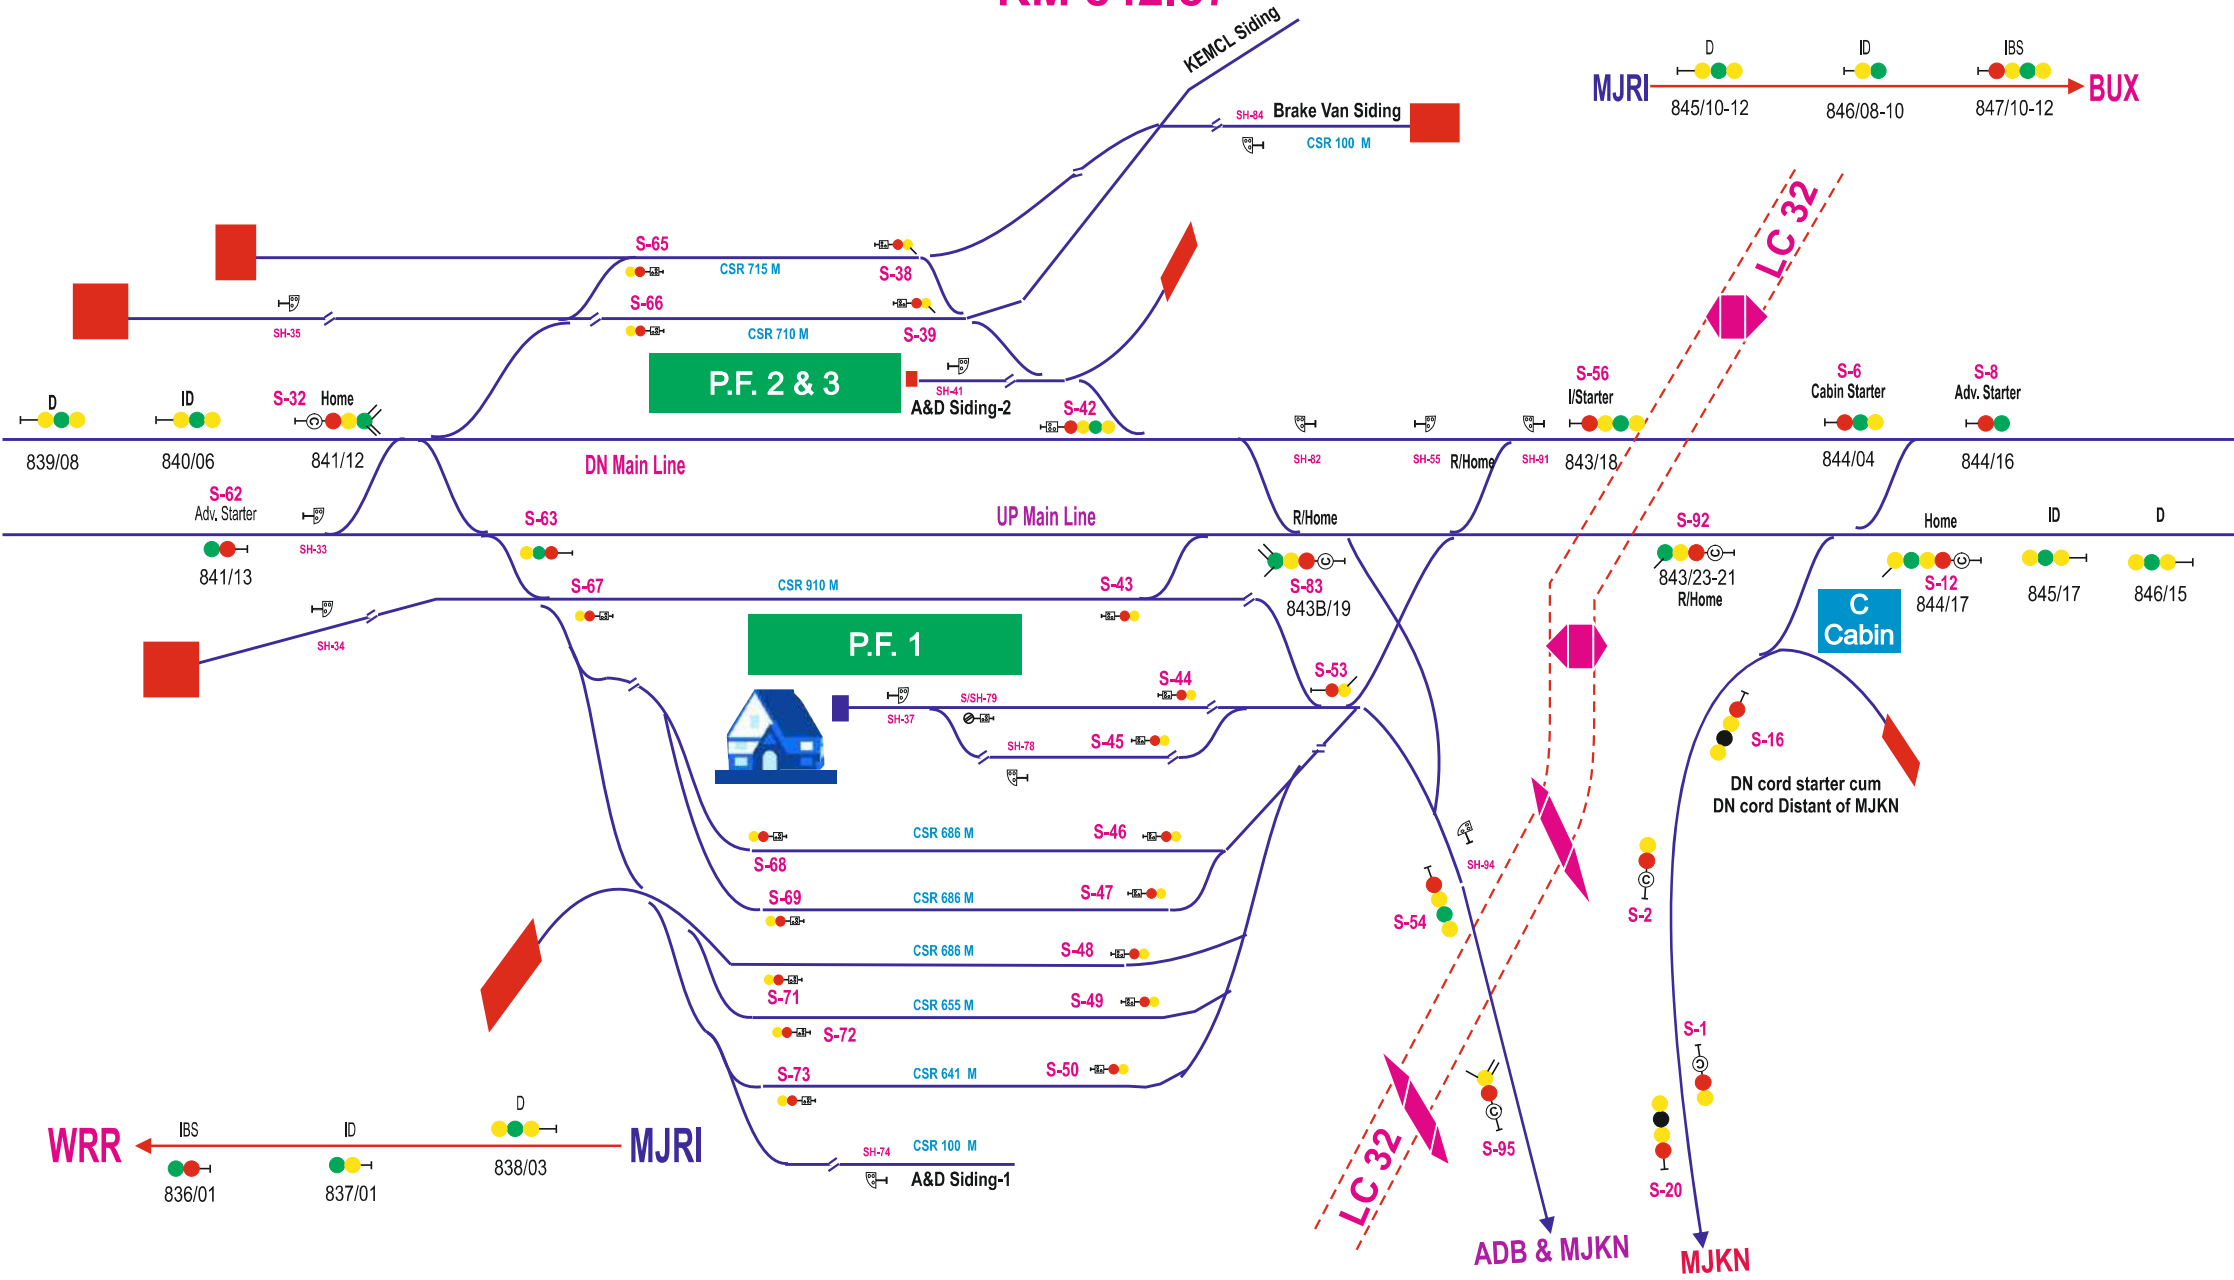 KEMCL Siding
SH-84 Brake Van Siding
CSR 100 M
D
ID
IBS
MJRI
BUX
845/10-12
846/08-10
847/10-12
LC 32
S-65
CSR 715 M
S-38
S-66
CSR 710 M
S-39
SH-35
P.F. 2 & 3
SH-41
A&D Siding-2
S-42
D
ID
S-32
Home
839/08
840/06
841/12
DN Main Line
SH-82
SH-55
R/Home
SH-91
S-56
I/Starter
843/18
S-6
Cabin Starter
844/04
S-8
Adv. Starter
844/16
S-62
Adv. Starter
841/13
SH-33
S-63
UP Main Line
R/Home
S-83
843B/19
S-92
843/23-21
R/Home
Home
S-12
844/17
ID
845/17
D
846/15
SH-34
S-67
CSR 910 M
S-43
P.F. 1
C
Cabin
S-53
S-44
S/SH-79
SH-37
SH-78
S-45
S-16
DN cord starter cum
DN cord Distant of MJKN
S-68
CSR 686 M
S-46
S-69
CSR 686 M
S-47
SH-94
S-54
S-2
CSR 686 M
S-48
S-71
CSR 655 M
S-49
S-72
S-73
CSR 641 M
S-50
S-1
S-95
S-20
SH-74
CSR 100 M
A&D Siding-1
WRR
IBS
ID
D
MJRI
836/01
837/01
838/03
LC 32
ADB & MJKN
MJKN